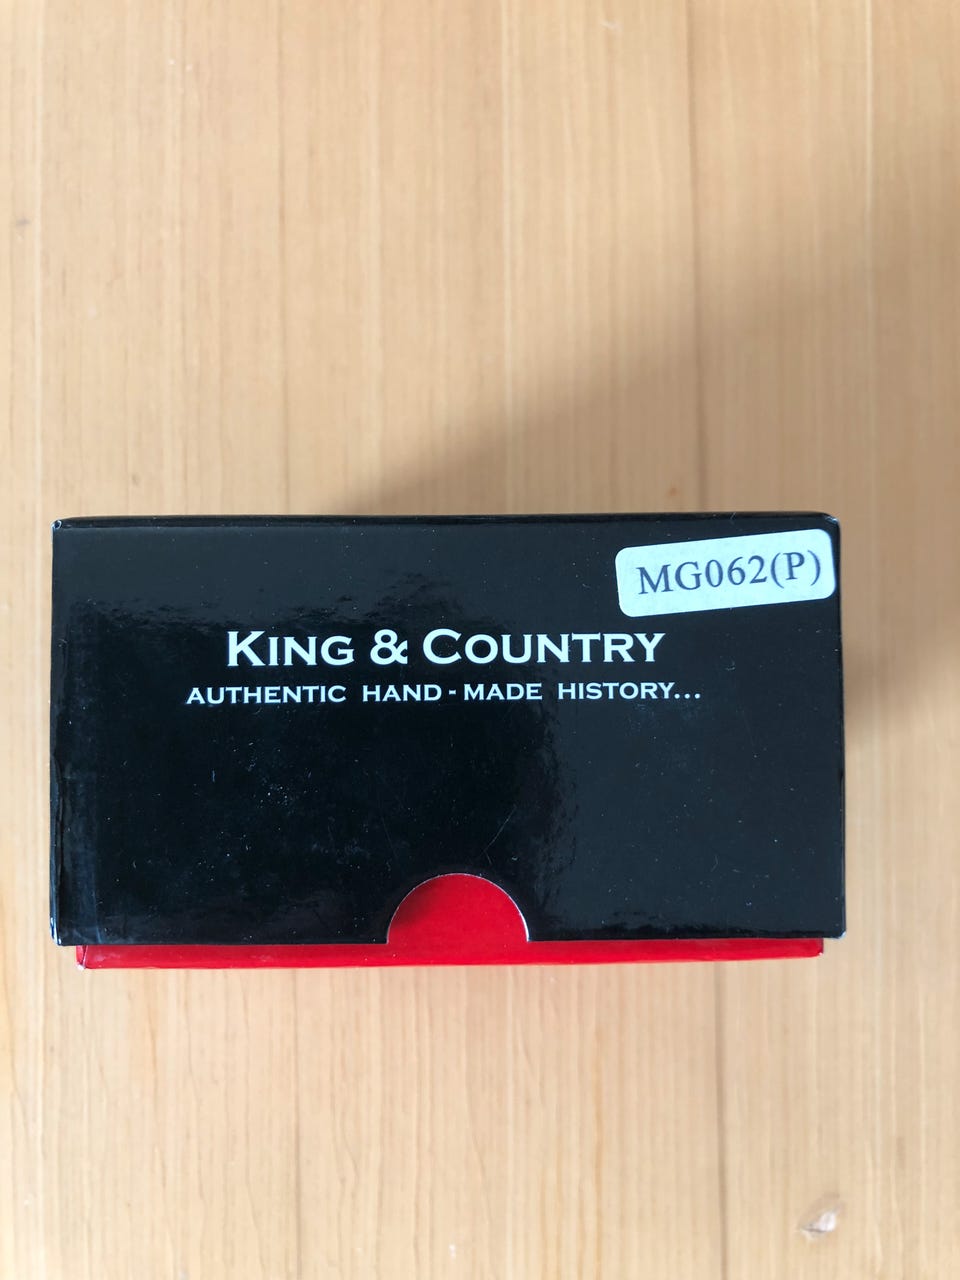 MG062(P)
KING & COUNTRY
AUTHENTIC HAND-MADE HISTORY...